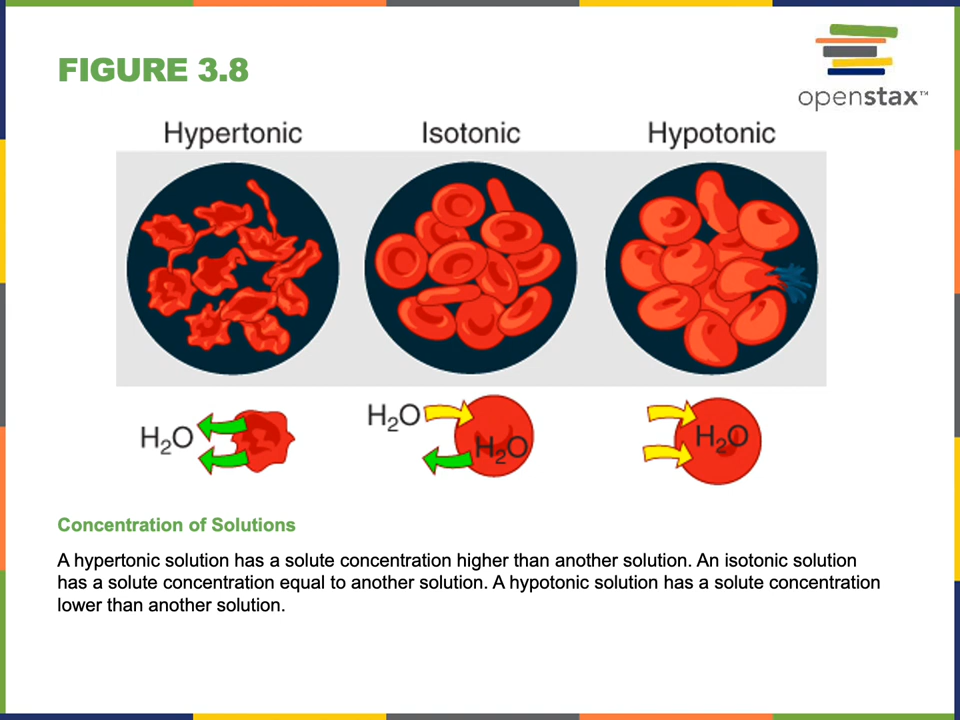 FIGURE 3.8
openstax™
Hypertonic Isotonic Hypotonic
H₂O H₂O H₂O H₂O
Concentration of Solutions
A hypertonic solution has a solute concentration higher than another solution. An isotonic solution
has a solute concentration equal to another solution. A hypotonic solution has a solute concentration
lower than another solution.